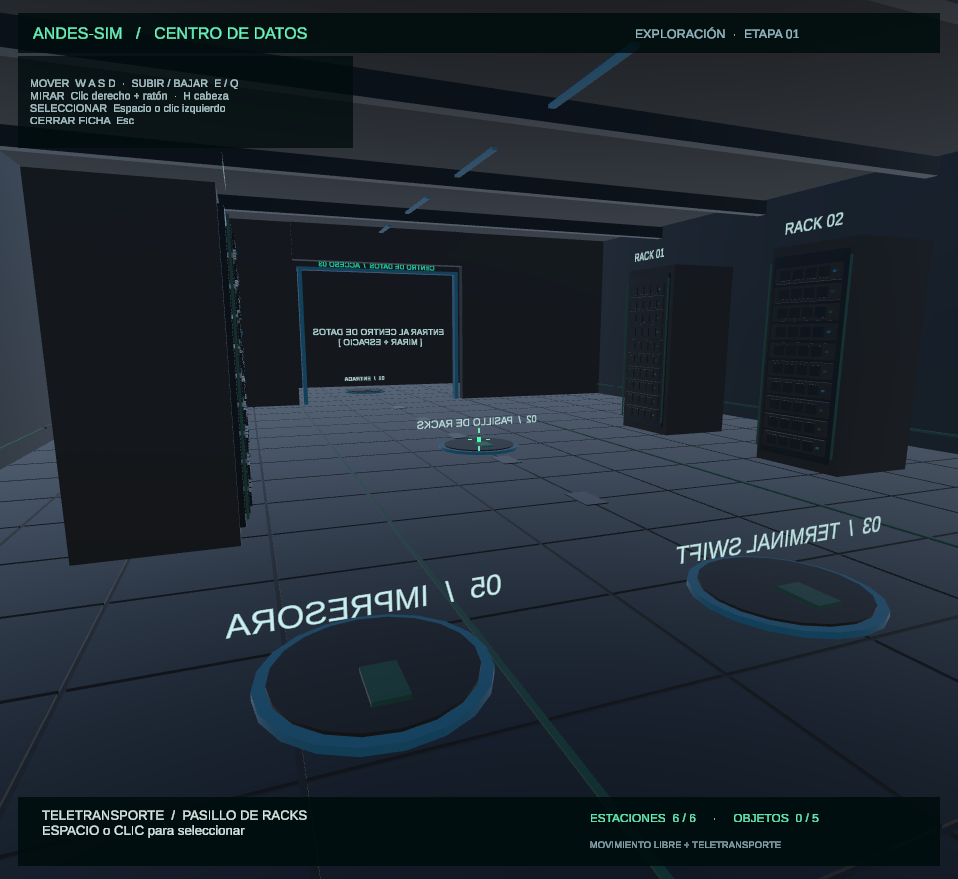 ANDES-SIM / CENTRO DE DATOS
EXPLORACIÓN · ETAPA 01
MOVER W A S D · SUBIR / BAJAR E / Q
MIRAR Clic derecho + ratón · H cabeza
SELECCIONAR Espacio o clic izquierdo
CERRAR FICHA Esc
RACK 02
RACK 01
CENTRO DE DATOS / ACCESO 03
ENTRAR AL CENTRO DE DATOS
[ MIRAR + ESPACIO ]
01 / ENTRADA
02 / PASILLO DE RACKS
03 / TERMINAL SWIFT
05 / IMPRESORA
TELETRANSPORTE / PASILLO DE RACKS
ESPACIO o CLIC para seleccionar
ESTACIONES 6 / 6 · OBJETOS 0 / 5
MOVIMIENTO LIBRE + TELETRANSPORTE